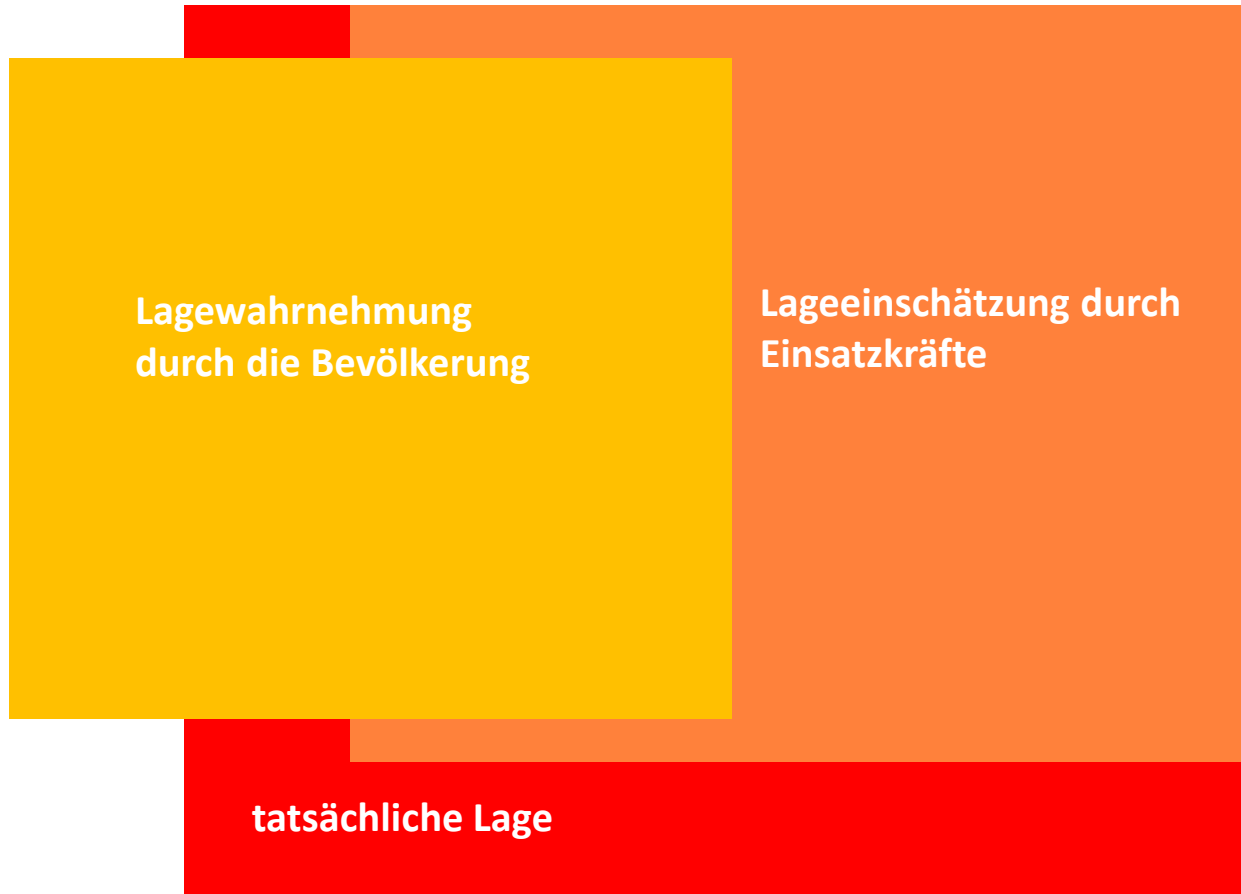 Lagewahrnehmung
durch die Bevölkerung
Lageeinschätzung durch
Einsatzkräfte
tatsächliche Lage